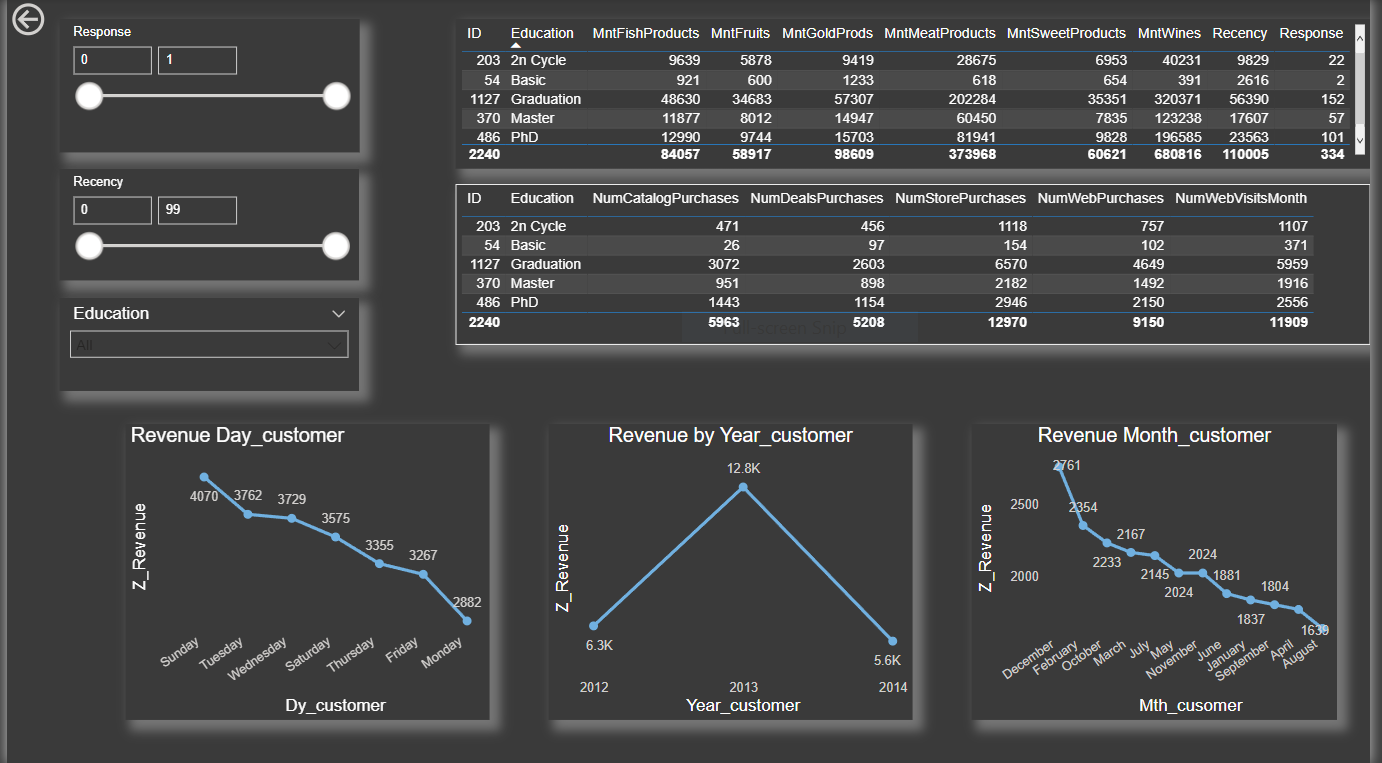 Response
0 1
Recency
0 99
Education
All
ID Education MntFishProducts MntFruits MntGoldProds MntMeatProducts MntSweetProducts MntWines Recency Response
203 2n Cycle 9639 5878 9419 28675 6953 40231 9829 22
54 Basic 921 600 1233 618 654 391 2616 2
1127 Graduation 48630 34683 57307 202284 35351 320371 56390 152
370 Master 11877 8012 14947 60450 7835 123238 17607 57
486 PhD 12990 9744 15703 81941 9828 196585 23563 101
2240 84057 58917 98609 373968 60621 680816 110005 334
ID Education NumCatalogPurchases NumDealsPurchases NumStorePurchases NumWebPurchases NumWebVisitsMonth
203 2n Cycle 471 456 1118 757 1107
54 Basic 26 97 154 102 371
1127 Graduation 3072 2603 6570 4649 5959
370 Master 951 898 2182 1492 1916
486 PhD 1443 1154 2946 2150 2556
2240 5963 5208 12970 9150 11909
Revenue Day_customer
Z_Revenue
4070 3762 3729 3575 3355 3267 2882
Sunday Tuesday Wednesday Saturday Thursday Friday Monday
Dy_customer
Revenue by Year_customer
Z_Revenue
12.8K
6.3K
5.6K
2012 2013 2014
Year_customer
Revenue Month_customer
Z_Revenue
2500
2000
2761 2354 2233 2167 2145 2024 2024 1881 1837 1804 1639
December February October March July May November June January September April August
Mth_cusomer